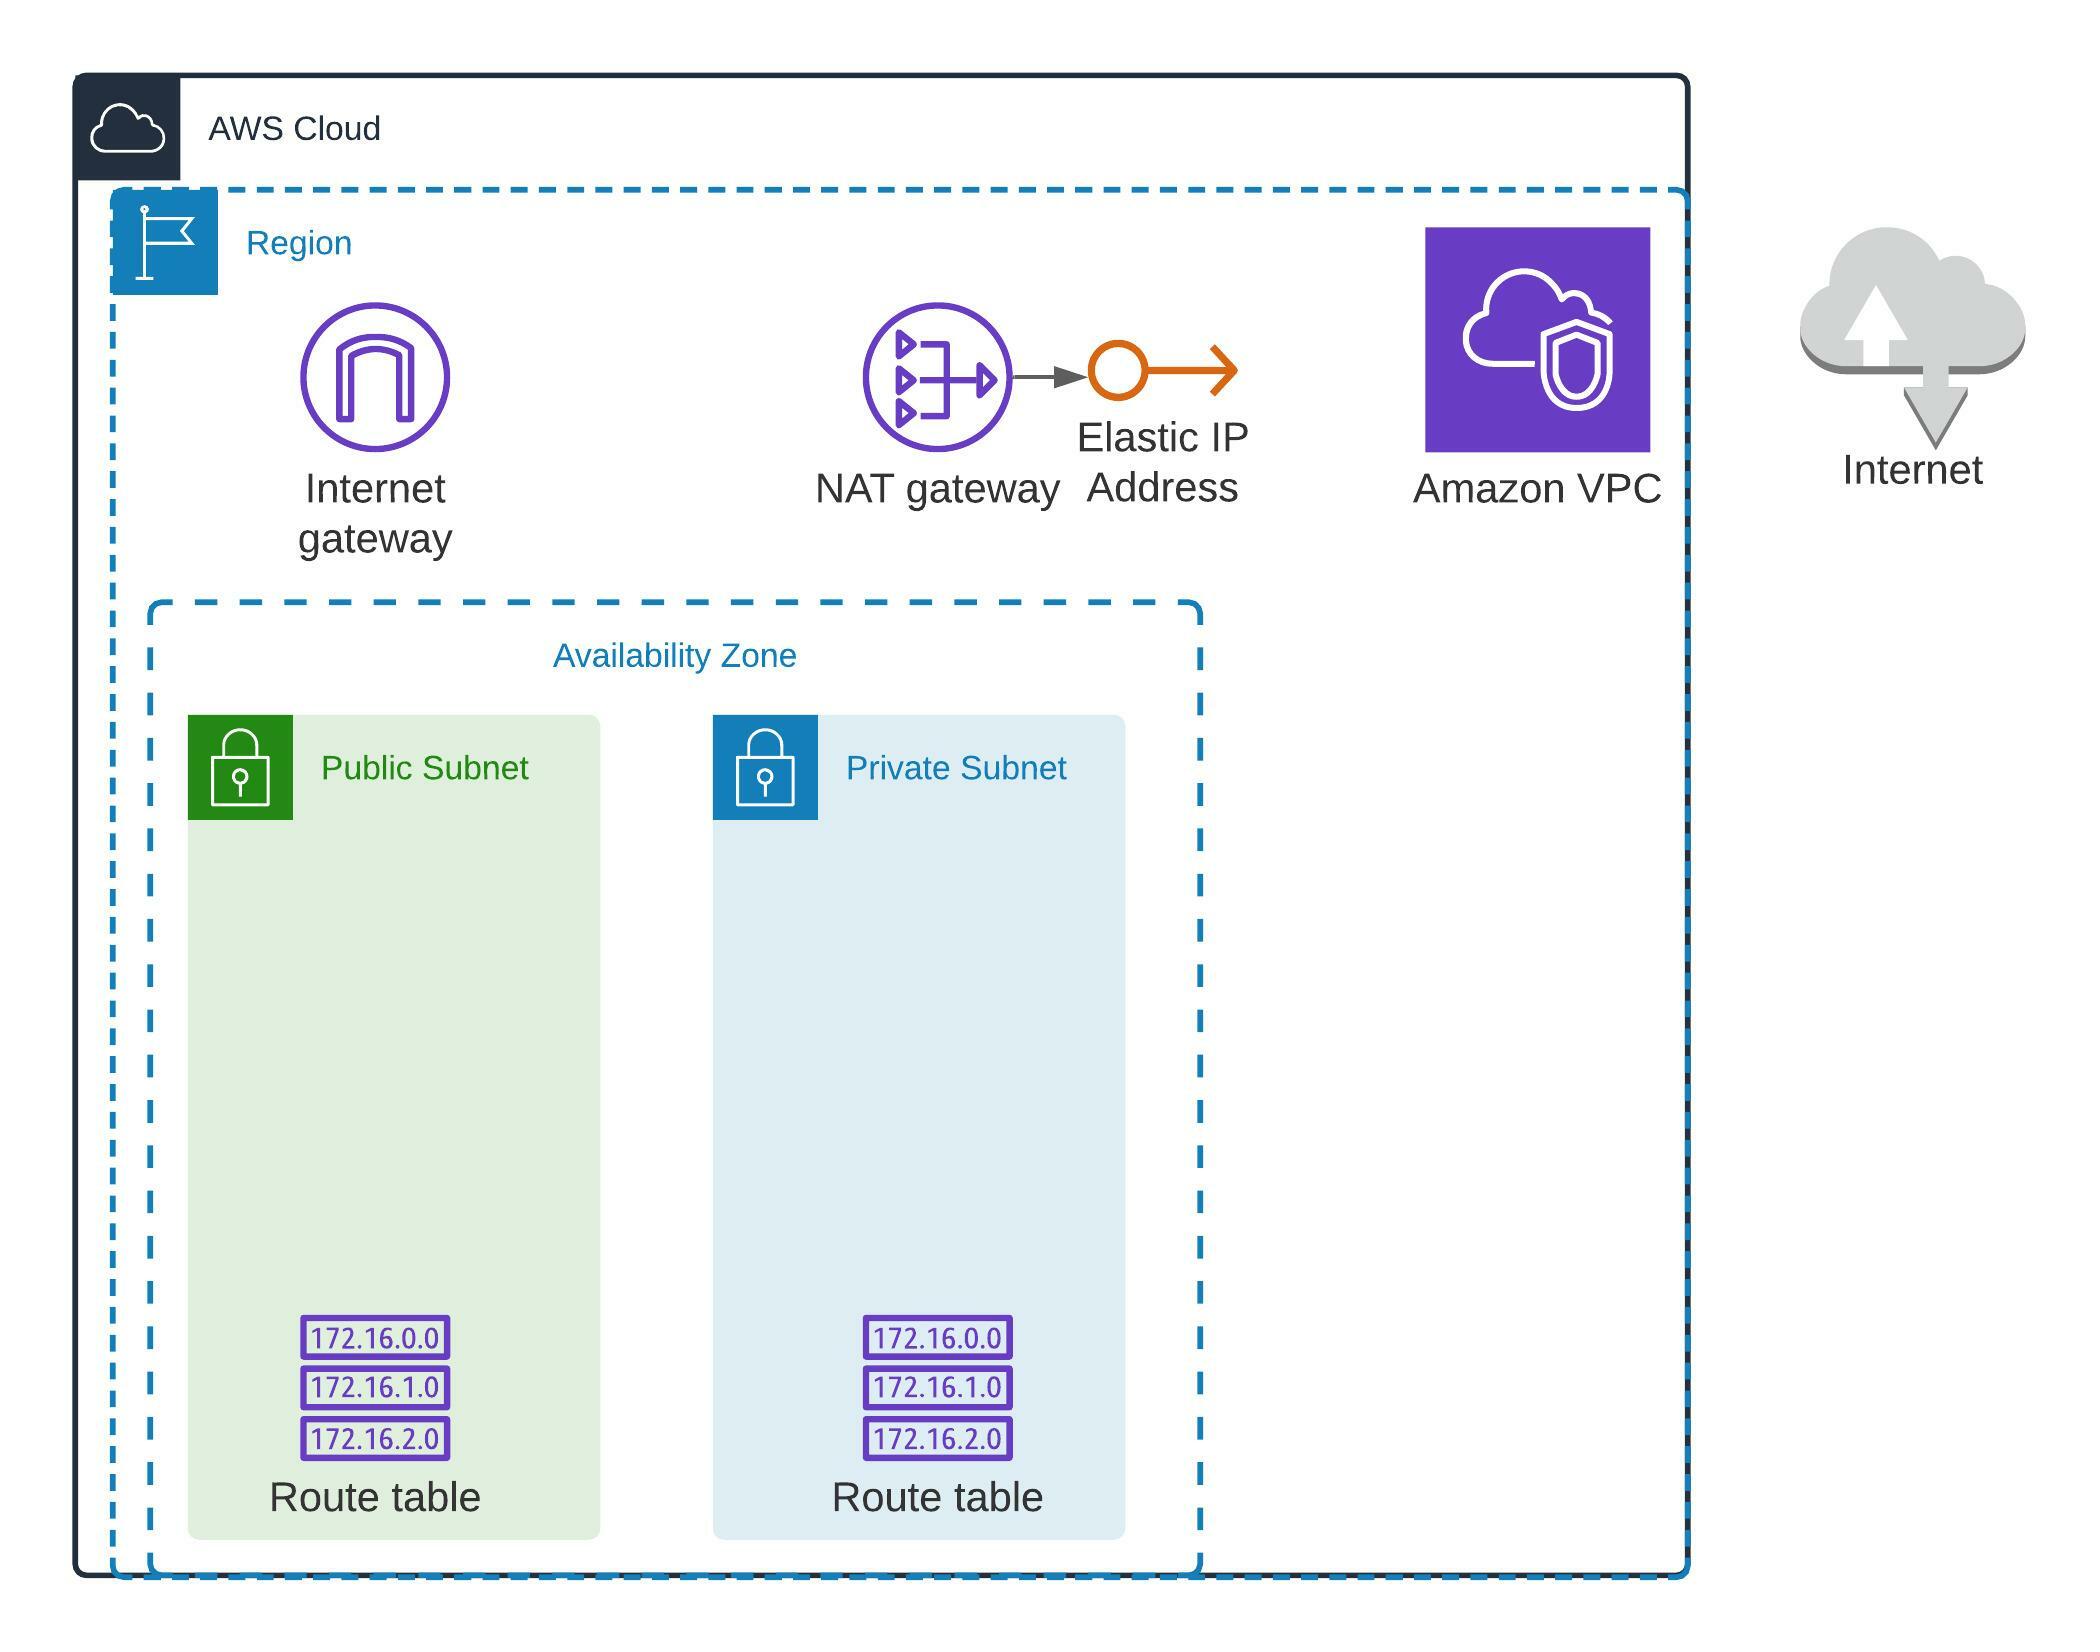 AWS Cloud
Region
Internet
gateway
NAT gateway
Elastic IP
Address
Amazon VPC
Internet
Availability Zone
Public Subnet
Private Subnet
172.16.0.0
172.16.1.0
172.16.2.0
Route table
172.16.0.0
172.16.1.0
172.16.2.0
Route table